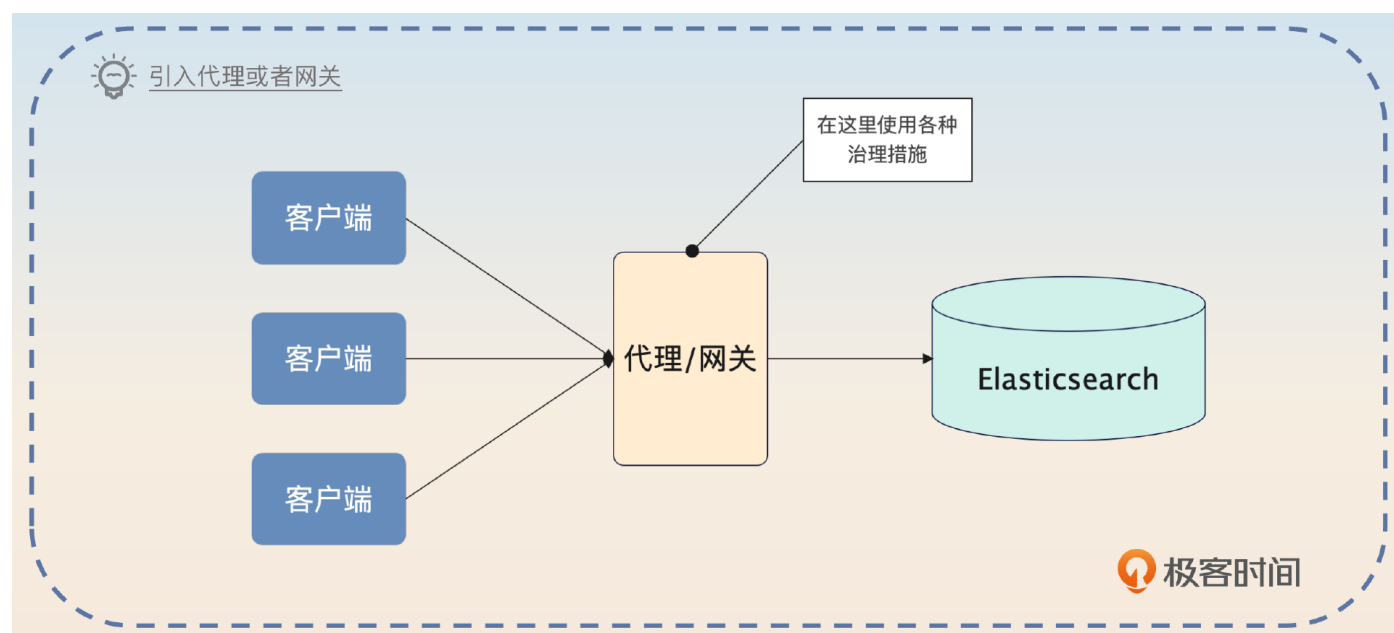 引入代理或者网关
在这里使用各种
治理措施
客户端
客户端
代理/网关
Elasticsearch
客户端
极客时间